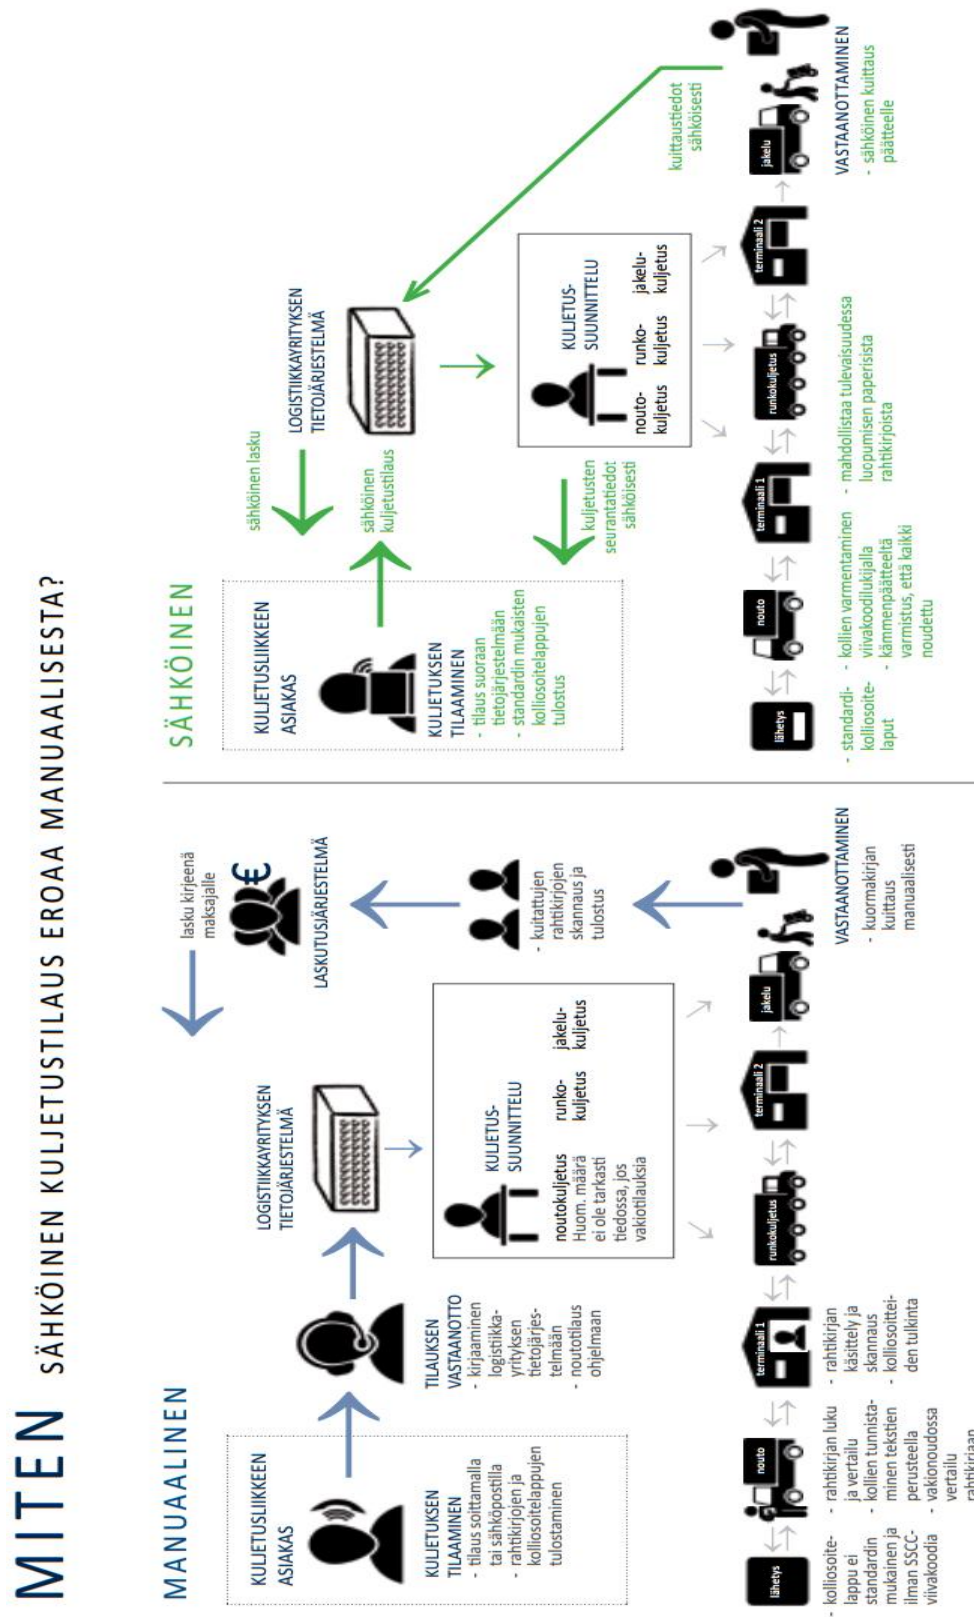 MITEN SÄHKÖINEN KULJETUSTILAUS EROAA MANUAALISESTA?
MANUAALINEN
KULJETUSLIIKKEEN
ASIAKAS
KULJETUKSEN
TILAAMINEN
- tilaus soittamalla
tai sähköpostilla
- rahtikirjojen ja
kolliosoitelappujen
tulostaminen
TILAUKSEN
VASTAANOTTO
- kirjaaminen
logistiikka-
yrityksen
tietojärjes-
telmään
- noutotilaus
ohjelmaan
LOGISTIIKKAYRITYKSEN
TIETOJÄRJESTELMÄ
lasku kirjeenä
maksajalle
€
LASKUTUSJÄRJESTELMÄ
- kuitattujen
rahtikirjojen
skannaus ja
tulostus
KULJETUS-
SUUNNITTELU
noutokuljetus
Huom. määrä
ei ole tarkasti
tiedossa, jos
vakiotilauksia
runko-
kuljetus
jakelu-
kuljetus
lähetys
nouto
terminaali 1
runkokuljetus
terminaali 2
jakelu
- kolliosoite-
lappu ei
standardin
mukainen ja
ilman SSCC-
viivakoodia
- rahtikirjan luku
ja vertailu
- kollien tunnista-
minen tekstien
perusteella
- vakionoudossa
vertailu
rahtikirjaan
- rahtikirjan
käsittely ja
skannaus
- kolliosoittei-
den tulkinta
VASTAANOTTAMINEN
- kuormakirjan
kuittaus
manuaalisesti
SÄHKÖINEN
KULJETUSLIIKKEEN
ASIAKAS
KULJETUKSEN
TILAAMINEN
- tilaus suoraan
tietojärjestelmään
- standardin mukaisten
kolliosoitelappujen
tulostus
sähköinen lasku
sähköinen
kuljetustilaus
LOGISTIIKKAYRITYKSEN
TIETOJÄRJESTELMÄ
kuljetusten
seurantatiedot
sähköisesti
KULJETUS-
SUUNNITTELU
nouto-
kuljetus
runko-
kuljetus
jakelu-
kuljetus
kuittaustiedot
sähköisesti
lähetys
nouto
terminaali 1
runkokuljetus
terminaali 2
jakelu
- standardi-
kolliosoite-
laput
- kollien varmentaminen
viivakoodilukijalla
- kämmenpäätteeltä
varmistus, että kaikki
noudettu
- mahdollistaa tulevaisuudessa
luopumisen paperisista
rahtikirjoista
VASTAANOTTAMINEN
- sähköinen kuittaus
päätteelle